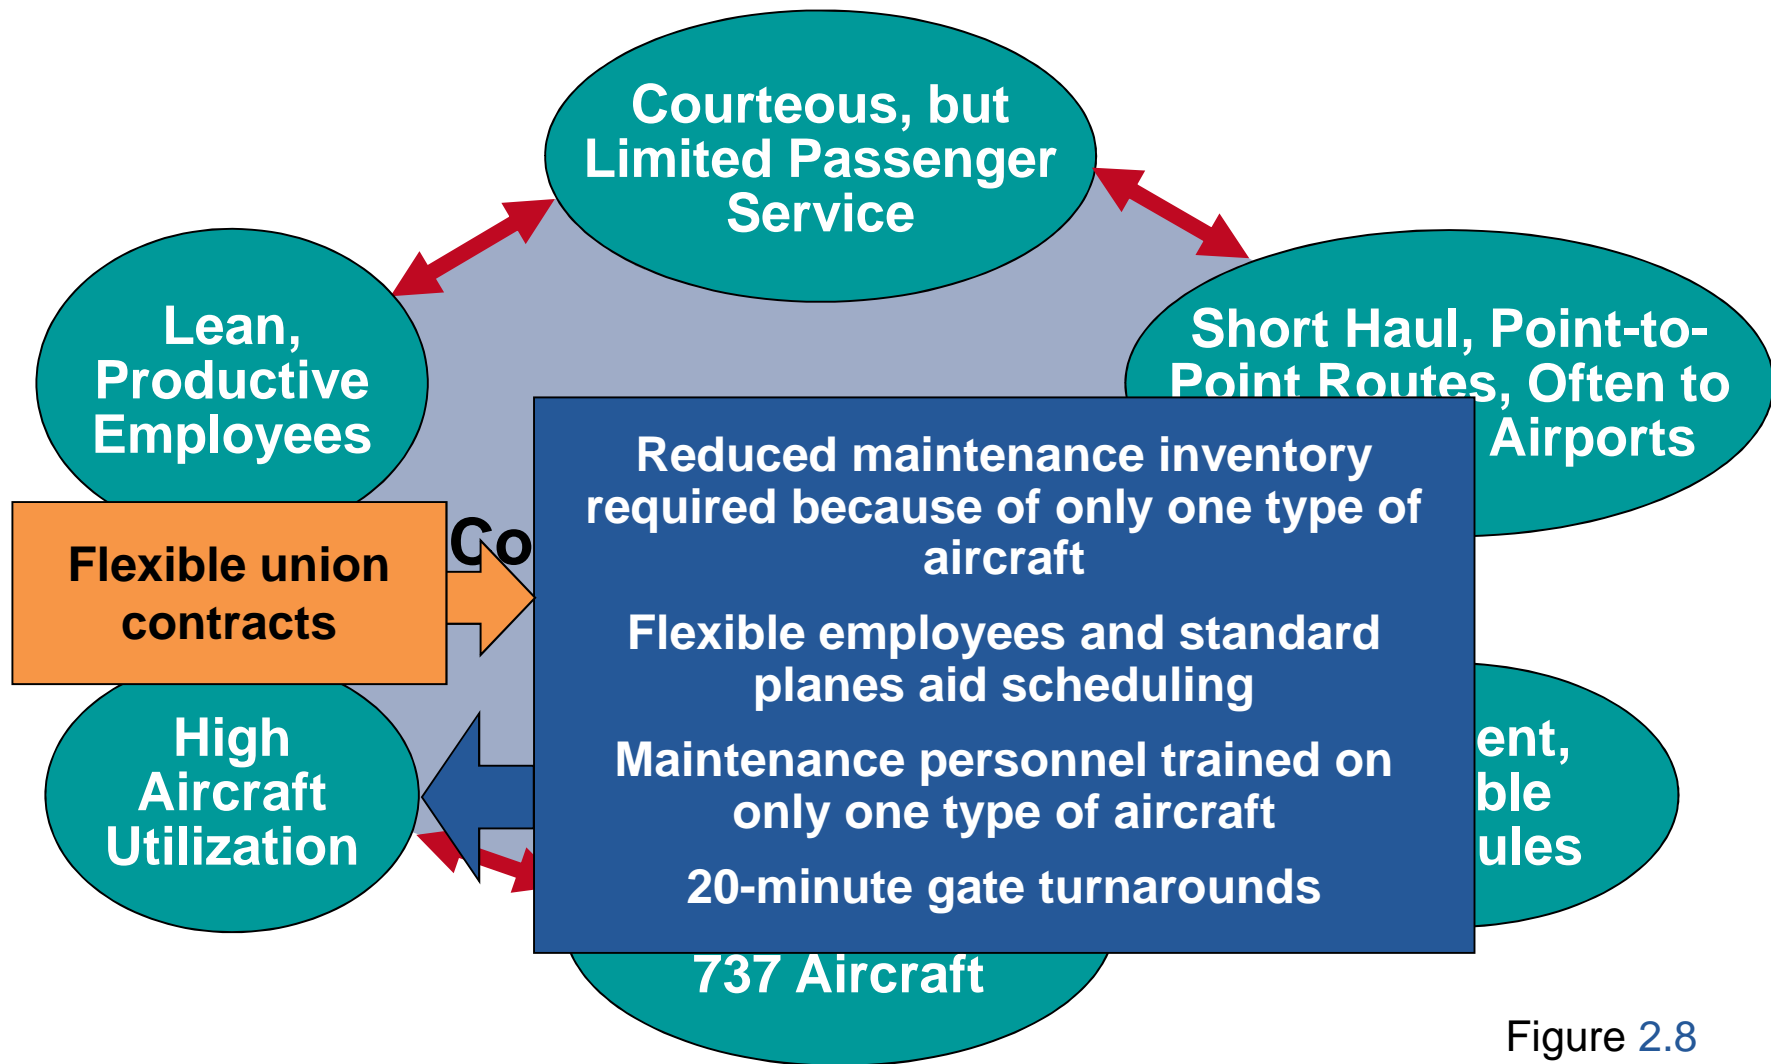 Courteous, but
Limited Passenger
Service
Lean,
Productive
Employees
Short Haul, Point-to-
Point Routes, Often to
Airports
Flexible union
contracts
Reduced maintenance inventory
required because of only one type of
aircraft
Flexible employees and standard
planes aid scheduling
Maintenance personnel trained on
only one type of aircraft
20-minute gate turnarounds
High
Aircraft
Utilization
737 Aircraft
Figure 2.8